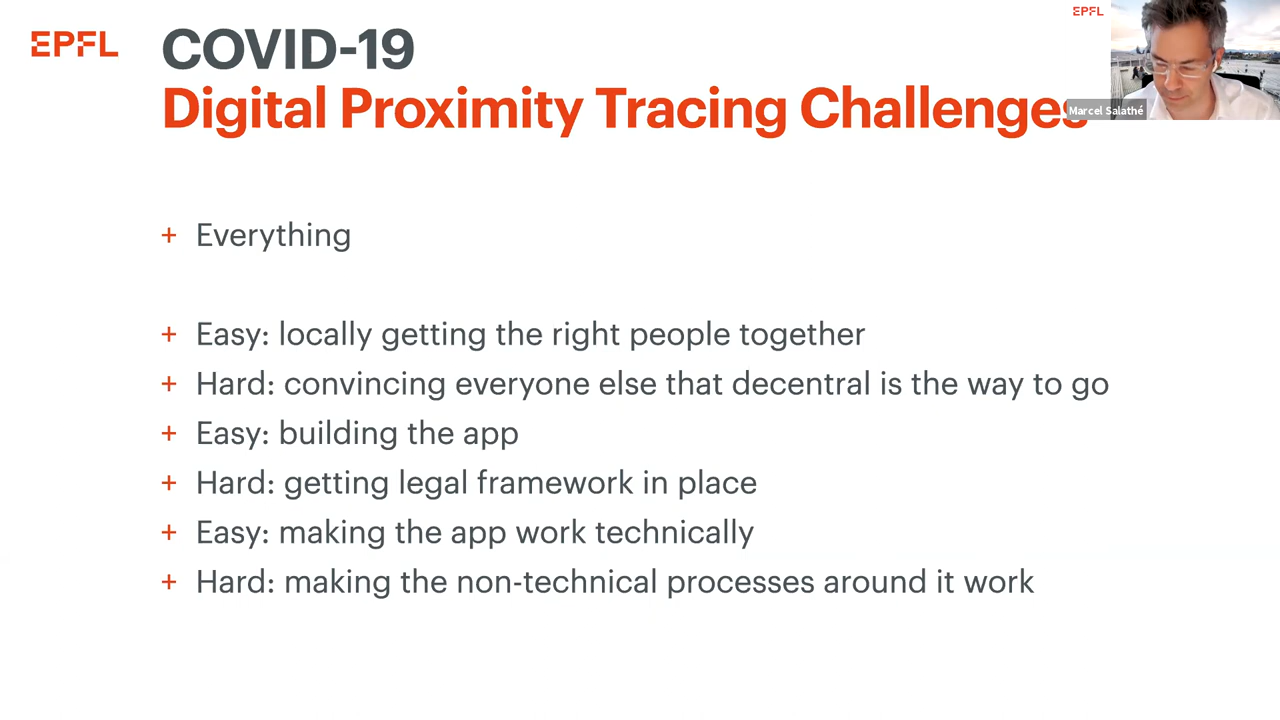 EPFL
COVID-19
Digital Proximity Tracing Challenges
EPFL
Marcel Salathé
+ Everything
+ Easy: locally getting the right people together
+ Hard: convincing everyone else that decentral is the way to go
+ Easy: building the app
+ Hard: getting legal framework in place
+ Easy: making the app work technically
+ Hard: making the non-technical processes around it work